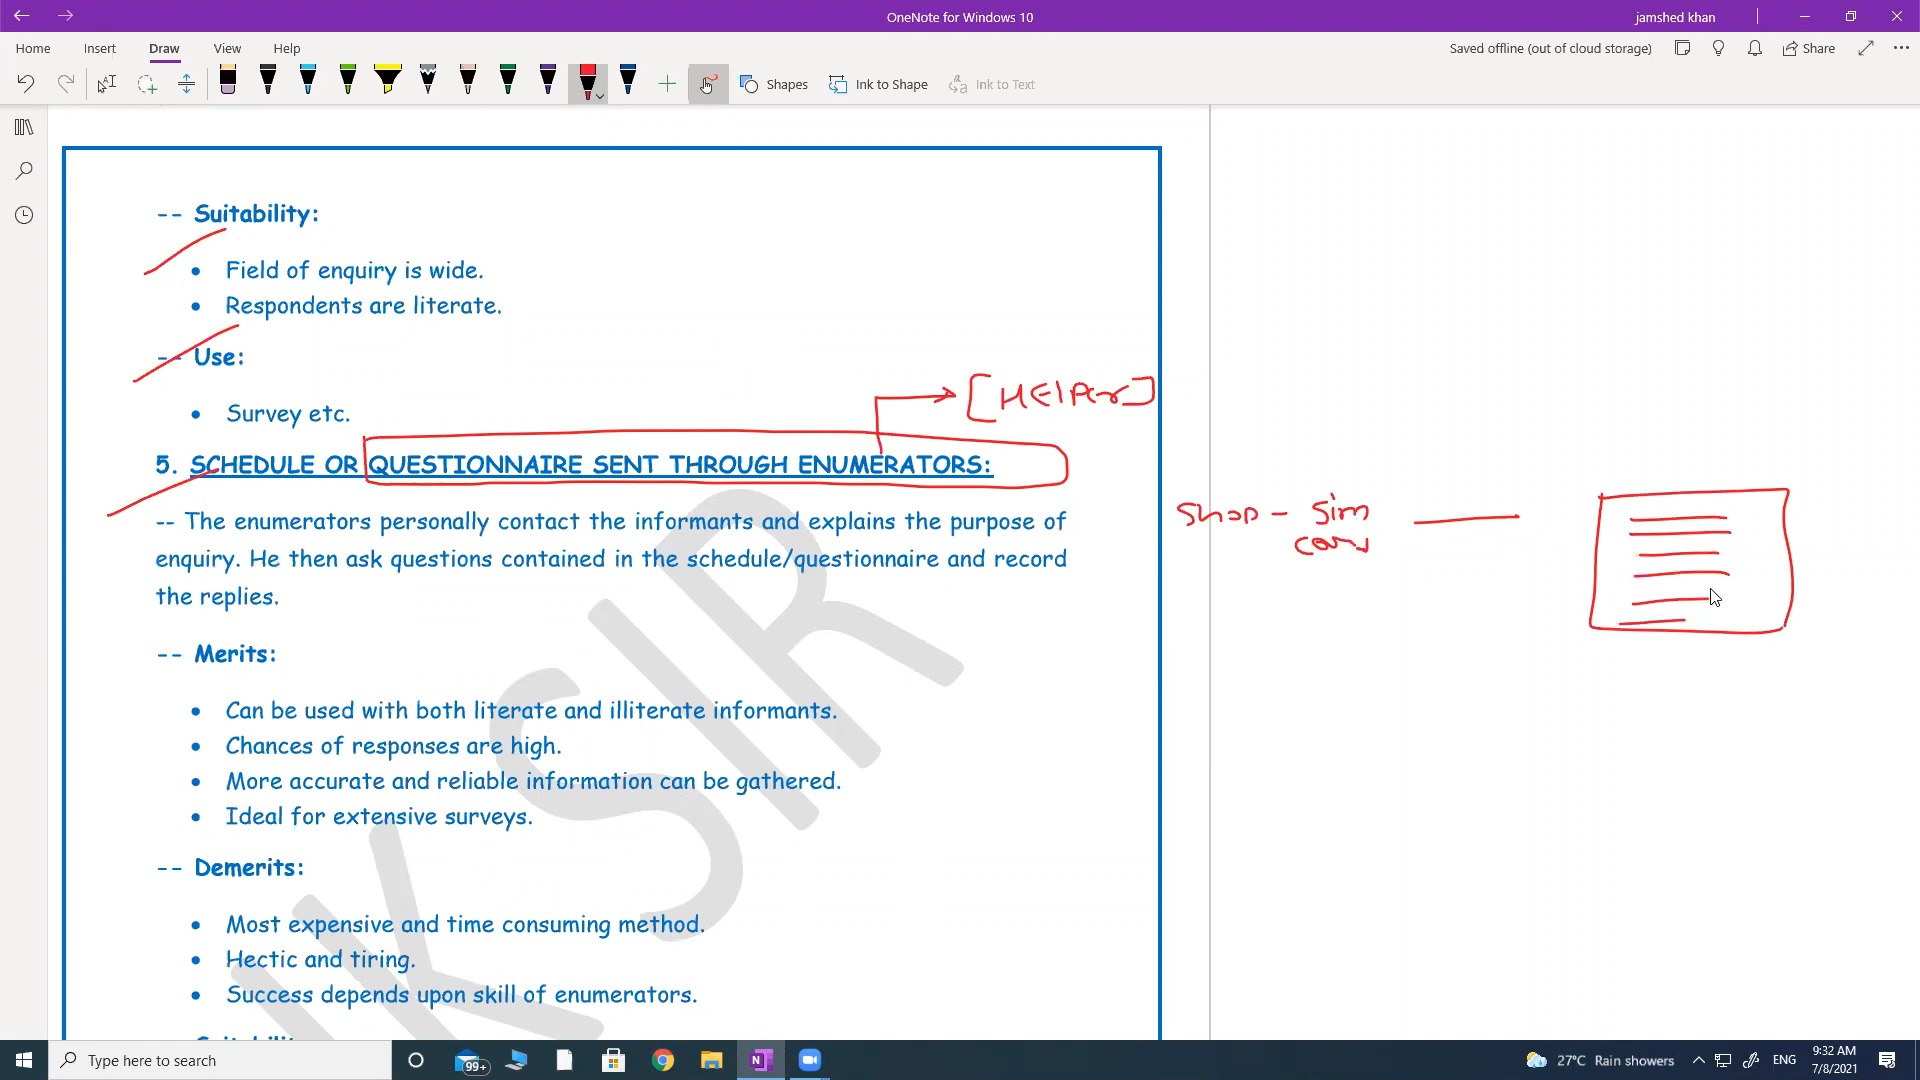 OneNote for Windows 10
jamshed khan
Home Insert Draw View Help
Saved offline (out of cloud storage)
Share
Shapes
Ink to Shape
Ink to Text
-- Suitability:
• Field of enquiry is wide.
• Respondents are literate.
-- Use:
• Survey etc.
[HElPer]
5. SCHEDULE OR QUESTIONNAIRE SENT THROUGH ENUMERATORS:
-- The enumerators personally contact the informants and explains the purpose of
enquiry. He then ask questions contained in the schedule/questionnaire and record
the replies.
Shop - Sim
card
-- Merits:
• Can be used with both literate and illiterate informants.
• Chances of responses are high.
• More accurate and reliable information can be gathered.
• Ideal for extensive surveys.
-- Demerits:
• Most expensive and time consuming method.
• Hectic and tiring.
• Success depends upon skill of enumerators.
K SIR
Type here to search
99+
27°C Rain showers
ENG
9:32 AM
7/8/2021